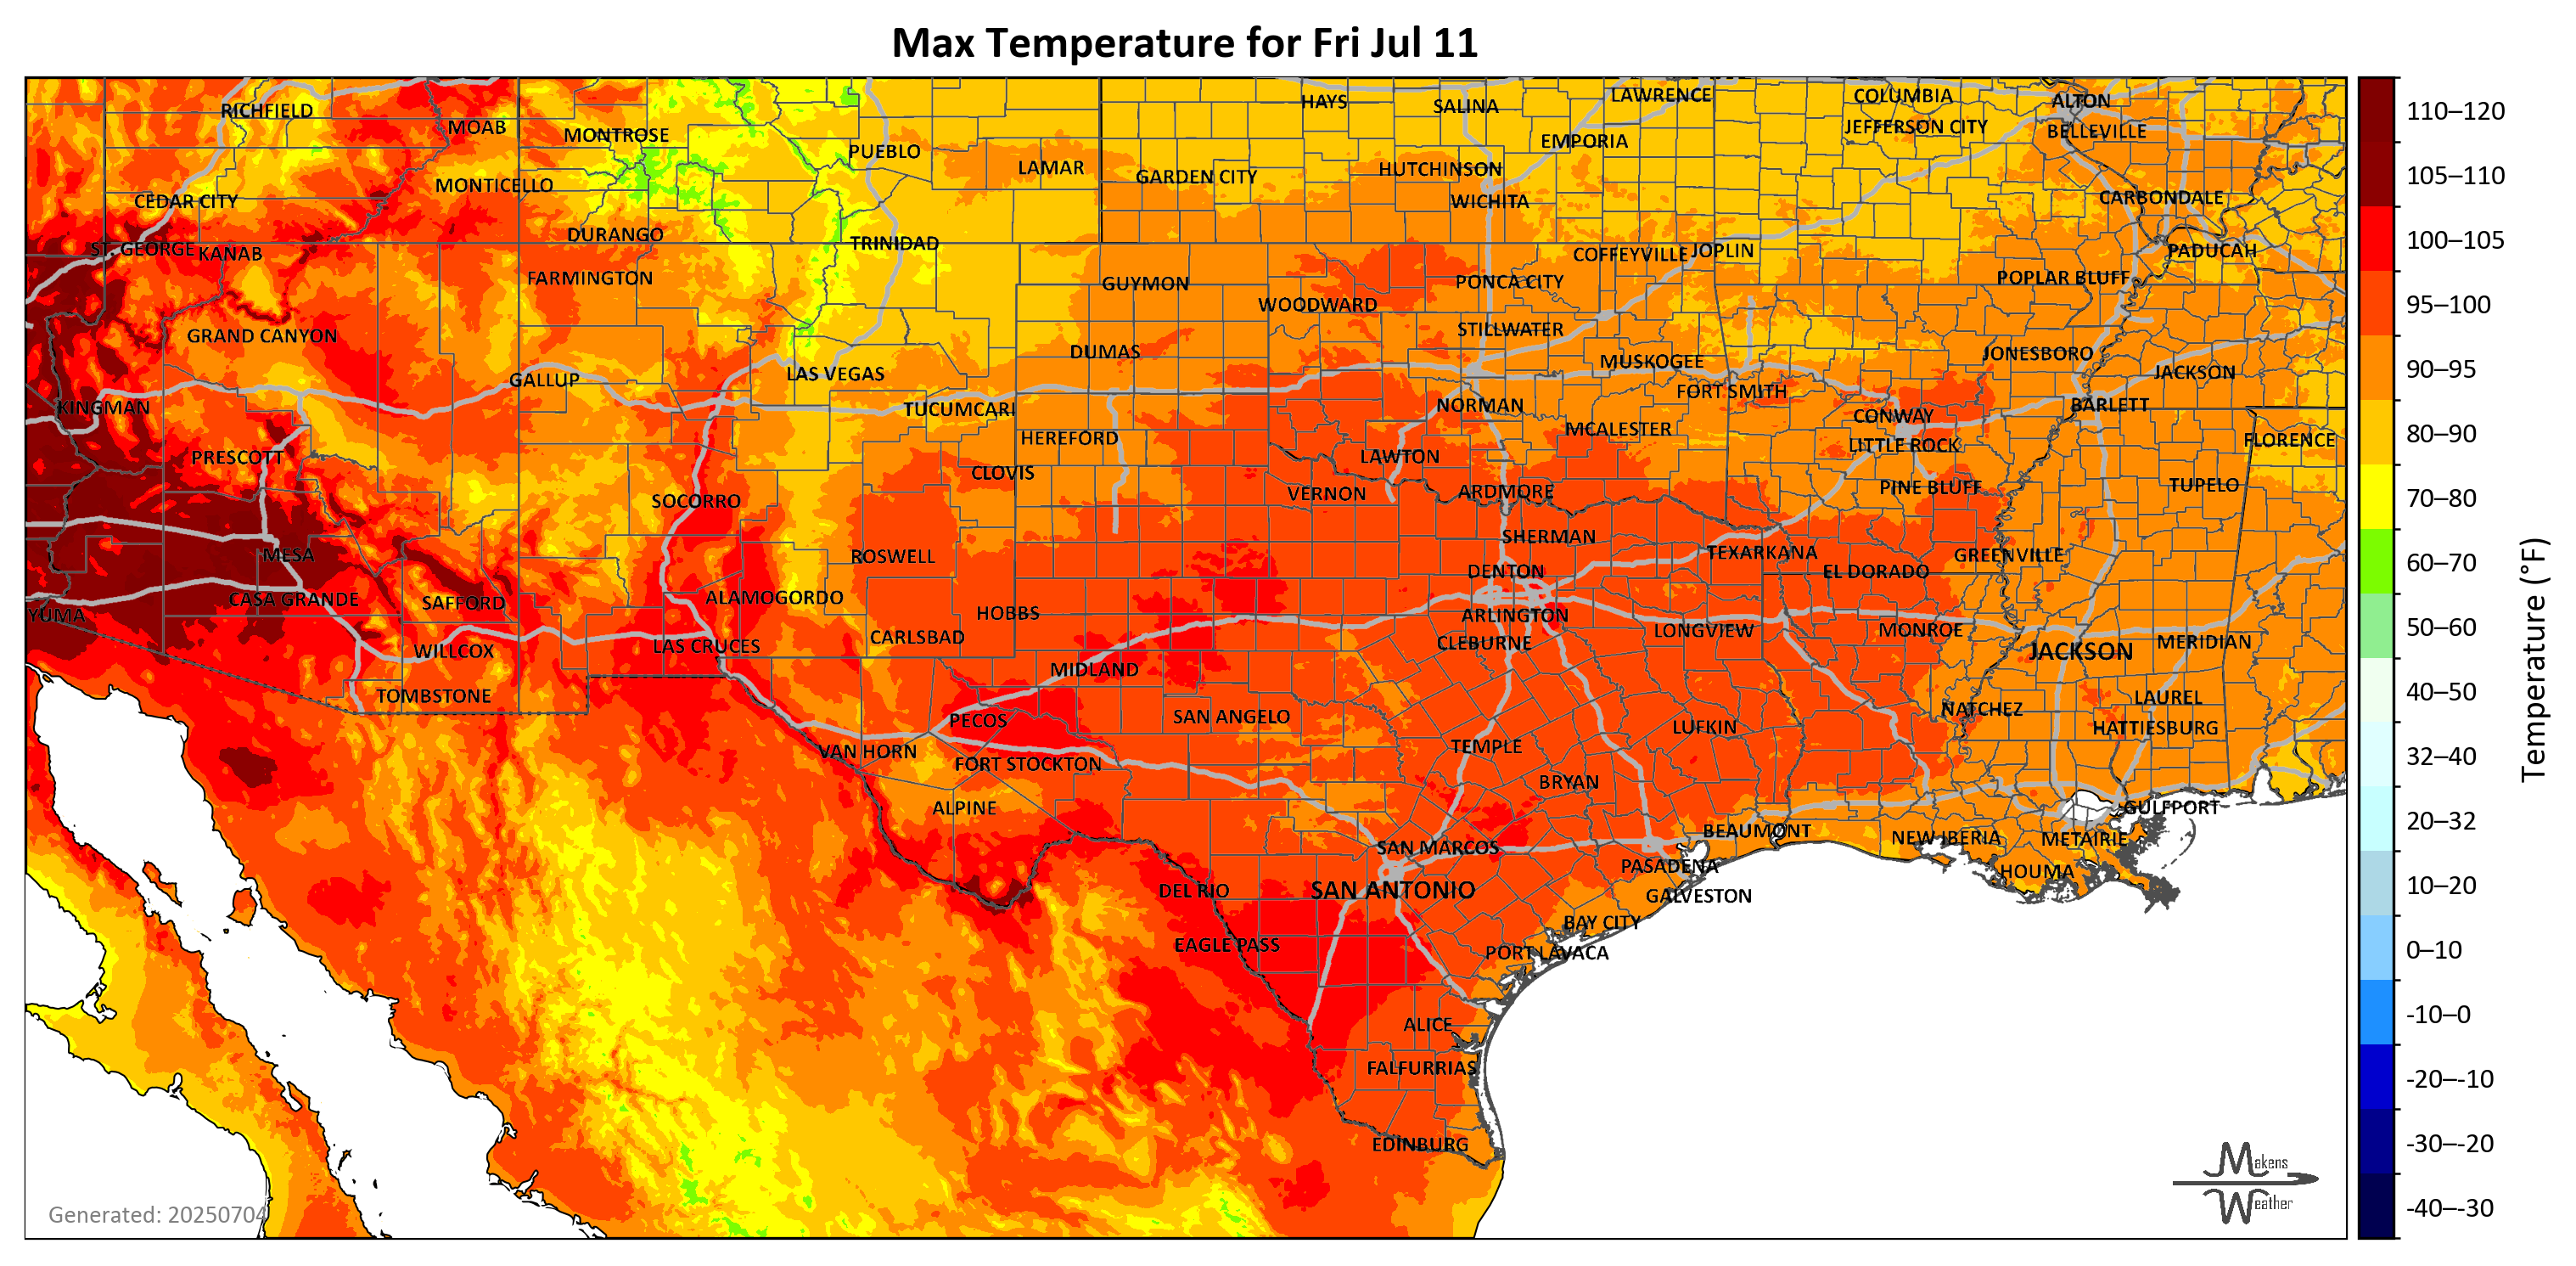 Max Temperature for Fri Jul 11
RICHFIELD
MOAB
MONTROSE
PUEBLO
LAMAR
HAYS
SALINA
LAWRENCE
EMPORIA
COLUMBIA
JEFFERSON CITY
ALTON
BELLEVILLE
CEDAR CITY
MONTICELLO
GARDEN CITY
HUTCHINSON
WICHITA
CARBONDALE
ST. GEORGE
KANAB
DURANGO
TRINIDAD
COFFEYVILLE
JOPLIN
PADUCAH
FARMINGTON
GUYMON
WOODWARD
PONCA CITY
POPLAR BLUFF
GRAND CANYON
DUMAS
STILLWATER
MUSKOGEE
JONESBORO
JACKSON
GALLUP
LAS VEGAS
FORT SMITH
KINGMAN
TUCUMCARI
NORMAN
CONWAY
BARLETT
HEREFORD
MCALESTER
LITTLE ROCK
FLORENCE
PRESCOTT
CLOVIS
LAWTON
SOCORRO
VERNON
ARDMORE
PINE BLUFF
TUPELO
MESA
ROSWELL
SHERMAN
TEXARKANA
GREENVILLE
DENTON
EL DORADO
CASA GRANDE
SAFFORD
ALAMOGORDO
YUMA
HOBBS
ARLINGTON
CARLSBAD
CLEBURNE
LONGVIEW
MONROE
WILLCOX
LAS CRUCES
JACKSON
MERIDIAN
MIDLAND
TOMBSTONE
PECOS
SAN ANGELO
LUFKIN
NATCHEZ
LAUREL
HATTIESBURG
VAN HORN
FORT STOCKTON
TEMPLE
BRYAN
ALPINE
GULFPORT
BEAUMONT
NEW IBERIA
METAIRIE
SAN MARCOS
PASADENA
HOUMA
DEL RIO
SAN ANTONIO
GALVESTON
BAY CITY
EAGLE PASS
PORT LAVACA
ALICE
FALFURRIAS
EDINBURG
Generated: 20250704
Makens
Weather
110–120
105–110
100–105
95–100
90–95
80–90
70–80
60–70
50–60
40–50
32–40
20–32
10–20
0–10
-10–0
-20–-10
-30–-20
-40–-30
Temperature (°F)